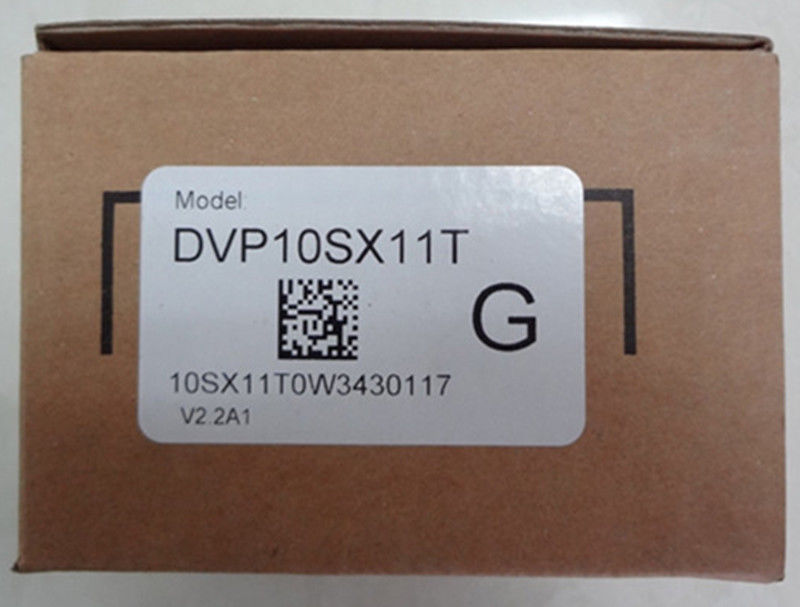 Model:
DVP10SX11T
G
10SX11T0W3430117
V2.2A1